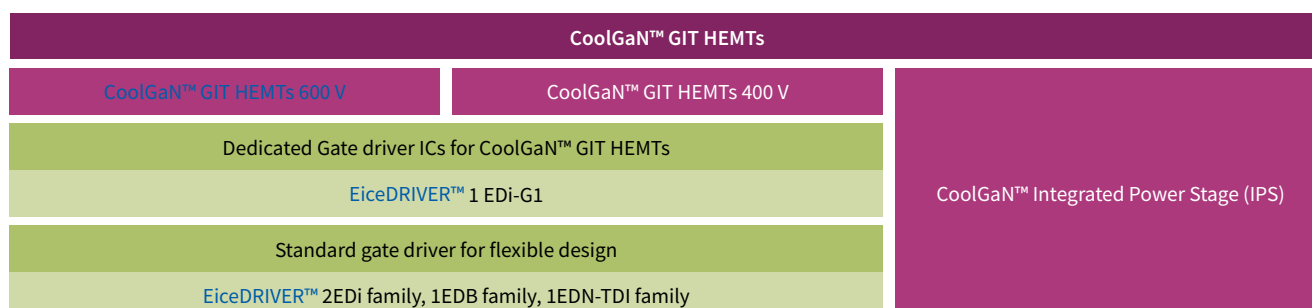 CoolGaN™ GIT HEMTs
CoolGaN™ GIT HEMTs 600 V
CoolGaN™ GIT HEMTs 400 V
Dedicated Gate driver ICs for CoolGaN™ GIT HEMTs
EiceDRIVER™ 1 EDi-G1
CoolGaN™ Integrated Power Stage (IPS)
Standard gate driver for flexible design
EiceDRIVER™ 2EDi family, 1EDB family, 1EDN-TDI family